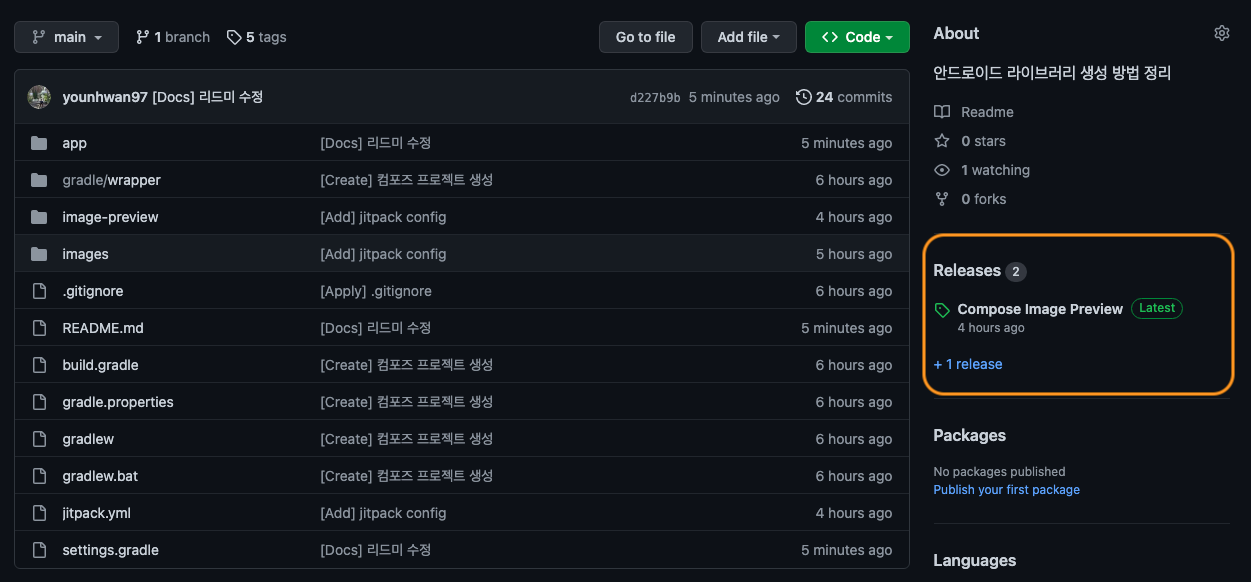 main
1 branch
5 tags
Go to file
Add file
Code
younhwan97 [Docs] 리드미 수정
d227b9b 5 minutes ago
24 commits
app [Docs] 리드미 수정 5 minutes ago
gradle/wrapper [Create] 컴포즈 프로젝트 생성 6 hours ago
image-preview [Add] jitpack config 4 hours ago
images [Add] jitpack config 5 hours ago
.gitignore [Apply] .gitignore 6 hours ago
README.md [Docs] 리드미 수정 5 minutes ago
build.gradle [Create] 컴포즈 프로젝트 생성 6 hours ago
gradle.properties [Create] 컴포즈 프로젝트 생성 6 hours ago
gradlew [Create] 컴포즈 프로젝트 생성 6 hours ago
gradlew.bat [Create] 컴포즈 프로젝트 생성 6 hours ago
jitpack.yml [Add] jitpack config 4 hours ago
settings.gradle [Docs] 리드미 수정 5 minutes ago
About
안드로이드 라이브러리 생성 방법 정리
Readme
0 stars
1 watching
0 forks
Releases 2
Compose Image Preview Latest
4 hours ago
+ 1 release
Packages
No packages published
Publish your first package
Languages